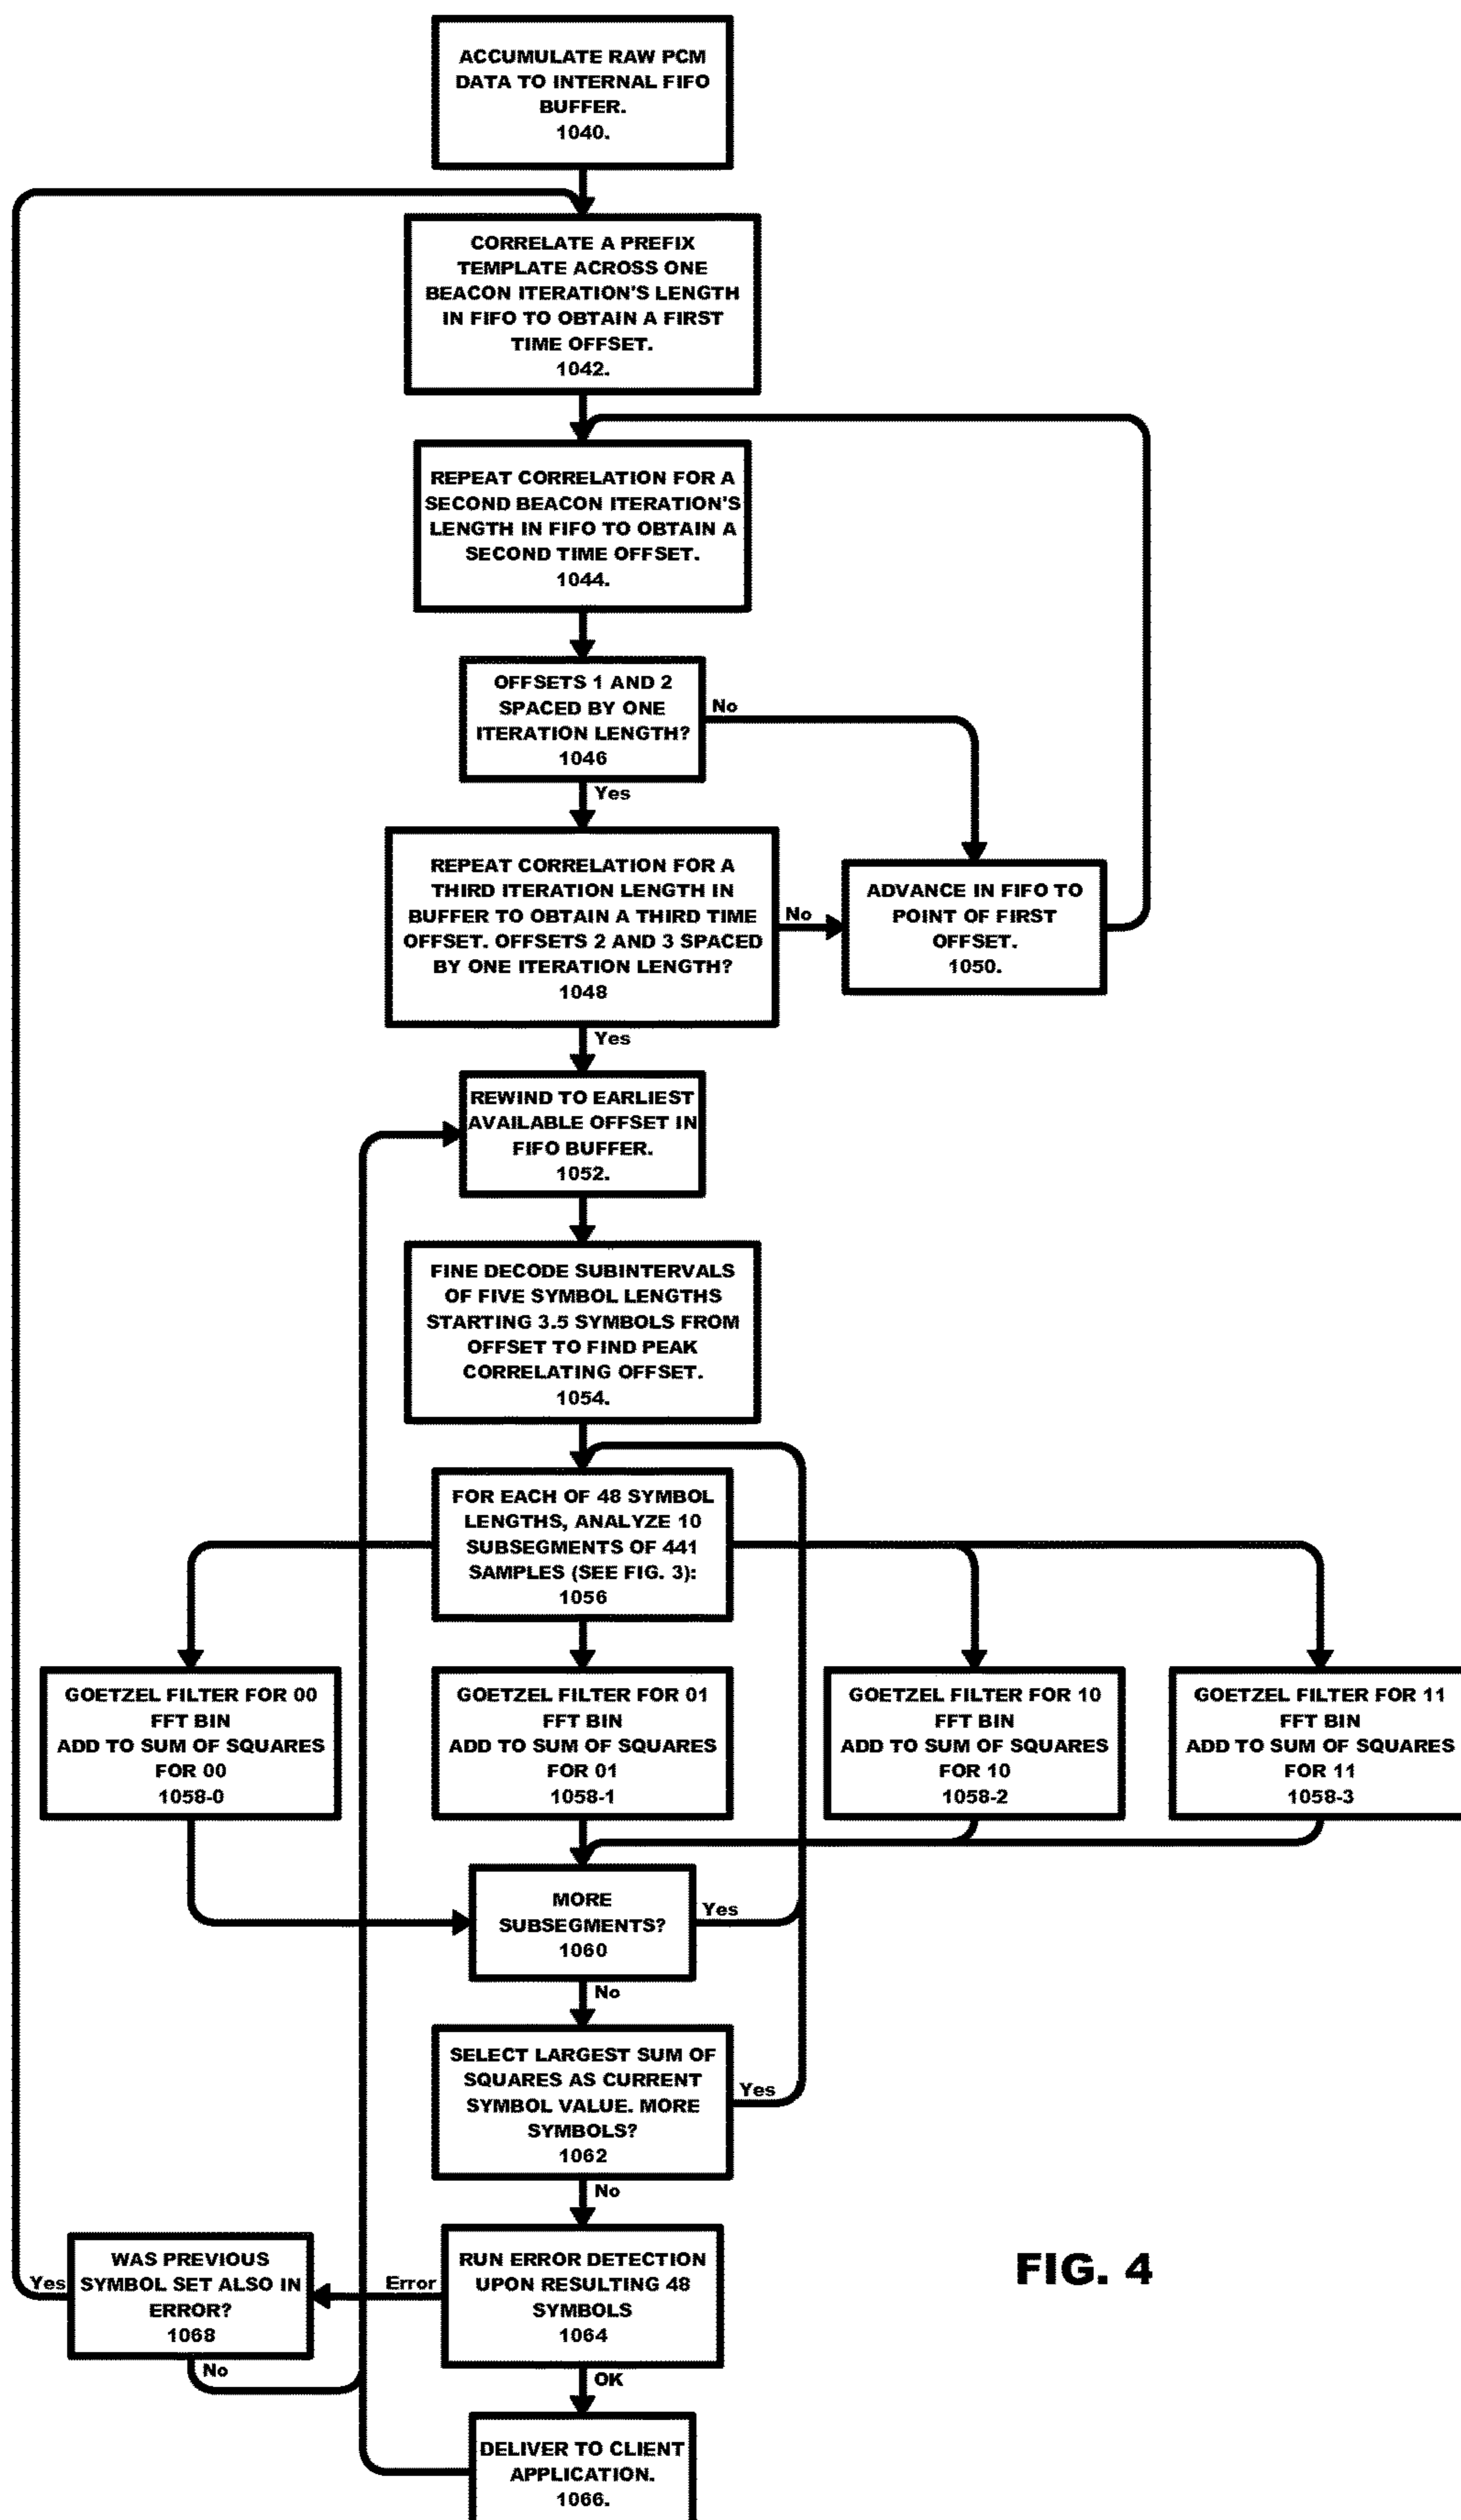 ACCUMULATE RAW PCM
DATA TO INTERNAL FIFO
BUFFER.
1040.
CORRELATE A PREFIX
TEMPLATE ACROSS ONE
BEACON ITERATION'S LENGTH
IN FIFO TO OBTAIN A FIRST
TIME OFFSET.
1042.
REPEAT CORRELATION FOR A
SECOND BEACON ITERATION'S
LENGTH IN FIFO TO OBTAIN A
SECOND TIME OFFSET.
1044.
OFFSETS 1 AND 2
SPACED BY ONE
ITERATION LENGTH?
1046
No
Yes
REPEAT CORRELATION FOR A
THIRD ITERATION LENGTH IN
BUFFER TO OBTAIN A THIRD TIME
OFFSET. OFFSETS 2 AND 3 SPACED
BY ONE ITERATION LENGTH?
1048
No
ADVANCE IN FIFO TO
POINT OF FIRST
OFFSET.
1050.
Yes
REWIND TO EARLIEST
AVAILABLE OFFSET IN
FIFO BUFFER.
1052.
FINE DECODE SUBINTERVALS
OF FIVE SYMBOL LENGTHS
STARTING 3.5 SYMBOLS FROM
OFFSET TO FIND PEAK
CORRELATING OFFSET.
1054.
FOR EACH OF 48 SYMBOL
LENGTHS, ANALYZE 10
SUBSEGMENTS OF 441
SAMPLES (SEE FIG. 3):
1056
GOETZEL FILTER FOR 00
FFT BIN
ADD TO SUM OF SQUARES
FOR 00
1058-0
GOETZEL FILTER FOR 01
FFT BIN
ADD TO SUM OF SQUARES
FOR 01
1058-1
GOETZEL FILTER FOR 10
FFT BIN
ADD TO SUM OF SQUARES
FOR 10
1058-2
GOETZEL FILTER FOR 11
FFT BIN
ADD TO SUM OF SQUARES
FOR 11
1058-3
MORE
SUBSEGMENTS?
1060
Yes
No
SELECT LARGEST SUM OF
SQUARES AS CURRENT
SYMBOL VALUE. MORE
SYMBOLS?
1062
Yes
No
RUN ERROR DETECTION
UPON RESULTING 48
SYMBOLS
1064
Error
WAS PREVIOUS
SYMBOL SET ALSO IN
ERROR?
1068
Yes
No
OK
DELIVER TO CLIENT
APPLICATION.
1066.
FIG. 4